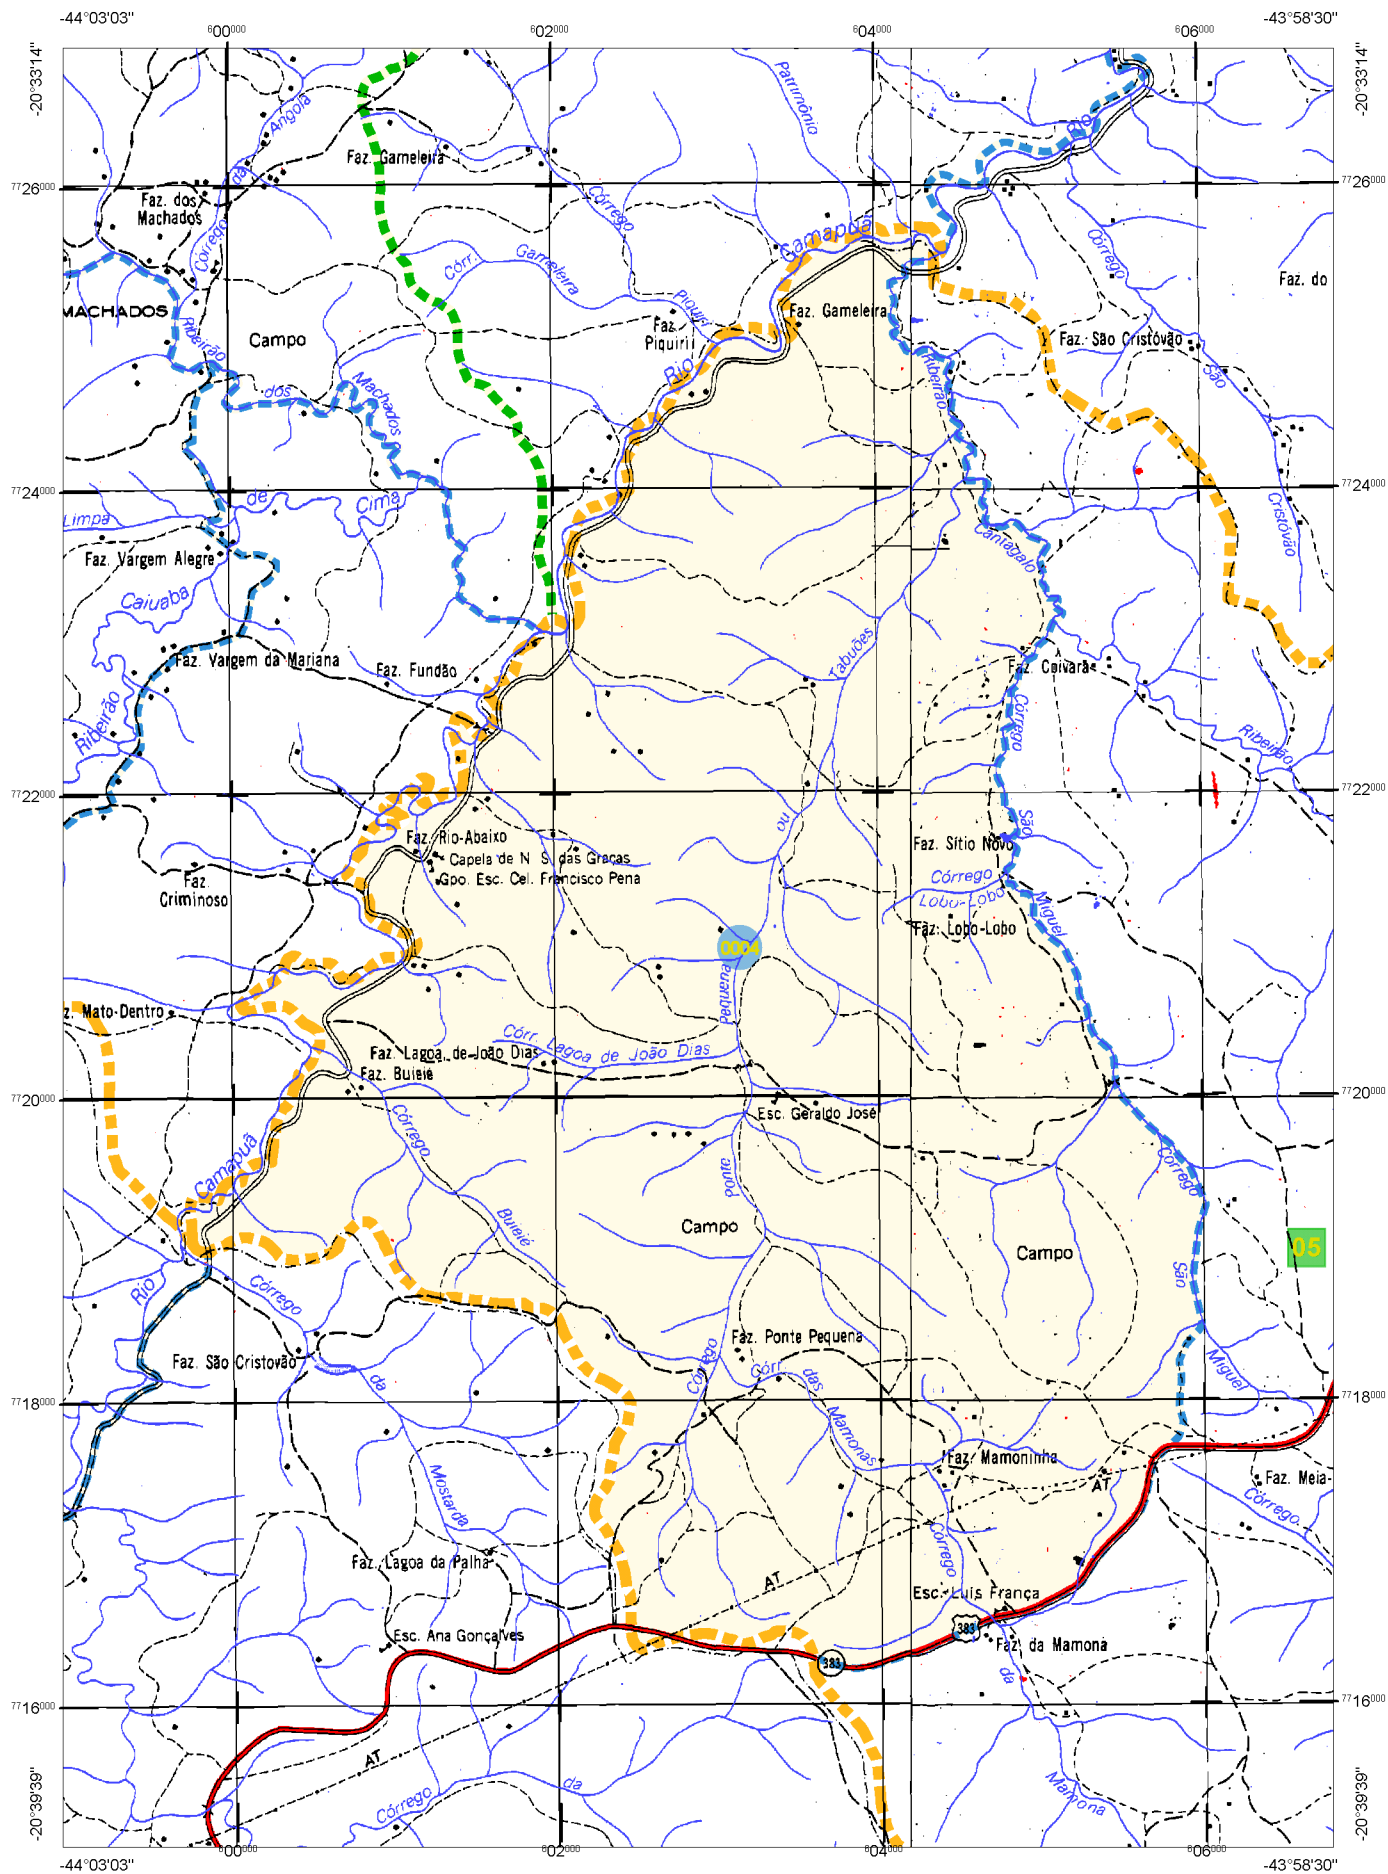 -44°03'03"
600000
602000
604000
606000
-43°58'30"
-20°33'14"
-20°33'14"
Patrimônio
Angola
da
Córrego
Rio
Faz. Gameleira
7726000
7726000
Faz. dos
Machados
Córrego
Camapuã
Córrego
Córr.
Gameleira
Faz. do
MACHADOS
Piquiri
Faz. Gameleira
Ribeirão
Campo
Faz.
Piquiri
Faz. São Cristóvão
Ribeirão
Rio
São
dos
Machados
7724000
7724000
de
Cima
Limpa
Cristóvão
Cantagalo
Faz. Vargem Alegre
Caiuaba
Tabuões
Faz. Vargem da Mariana
Faz. Fundão
Faz. Coivara
Ribeirão
Córrego
Ribeirão
7722000
7722000
ou
São
Faz. Rio-Abaixo
Faz. Sítio Novo
Capela de N. S. das Graças
Gpo. Esc. Cel. Francisco Pena
Faz.
Criminoso
Córrego
Lobo-Lobo
Miguel
Faz. Lobo-Lobo
0004
Pequena
z. Mato-Dentro
Córr. Lagoa de João Dias
Faz. Lagoa de João Dias
Faz. Buieié
7720000
7720000
Esc. Geraldo José
Córrego
Camapuã
Ponte
Córrego
Buieié
Campo
Campo
05
Rio
Córrego
São
Faz. Ponte Pequena
Faz. São Cristovão
Córrego
Córr. das
Miguel
da
7718000
7718000
Mamonas
Faz. Mamoninha
Mostarda
AT
Faz. Meia-
Córrego
Córrego
Faz. Lagoa da Palha
AT
Esc. Luís França
Esc. Ana Gonçalves
383
383
Faz. da Mamona
da
7716000
7716000
AT
Córrego
da
Mamona
-20°39'39"
-20°39'39"
600000
602000
604000
606000
-44°03'03"
-43°58'30"